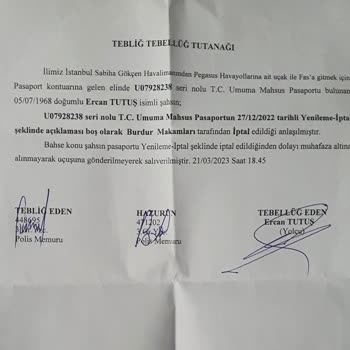 TEBLİĞ TEBELLÜĞ TUTANAĞI
İlimiz İstanbul Sabiha Gökçen Havalimanından Pegasus Havayollarına ait uçak ile Fas'a gitmek için
Pasaport kontuarına gelen elinde U07928238 seri nolu T.C. Umuma Mahsus Pasaportu bulunan
05/07/1968 doğumlu Ercan TUTUŞ isimli şahsın;
U07928238 seri nolu T.C. Umuma Mahsus Pasaportun 27/12/2022 tarihli Yenileme-İptal
şeklinde açıklaması boş olarak Burdur Makamları tarafından İptal edildiği anlaşılmıştır.
Bahse konu şahsın pasaportu Yenileme-İptal şeklinde iptal edildiğinden dolayı muhafaza altına
alınmayarak uçuşuna gönderilmeyerek salıverilmiştir. 21/03/2023 Saat 18.45
TEBLİĞ EDEN HAZURUN TEBELLÜĞ EDEN
448695 471202 Ercan TUTUŞ
(Yolcu)
Polis Memuru Polis Memuru